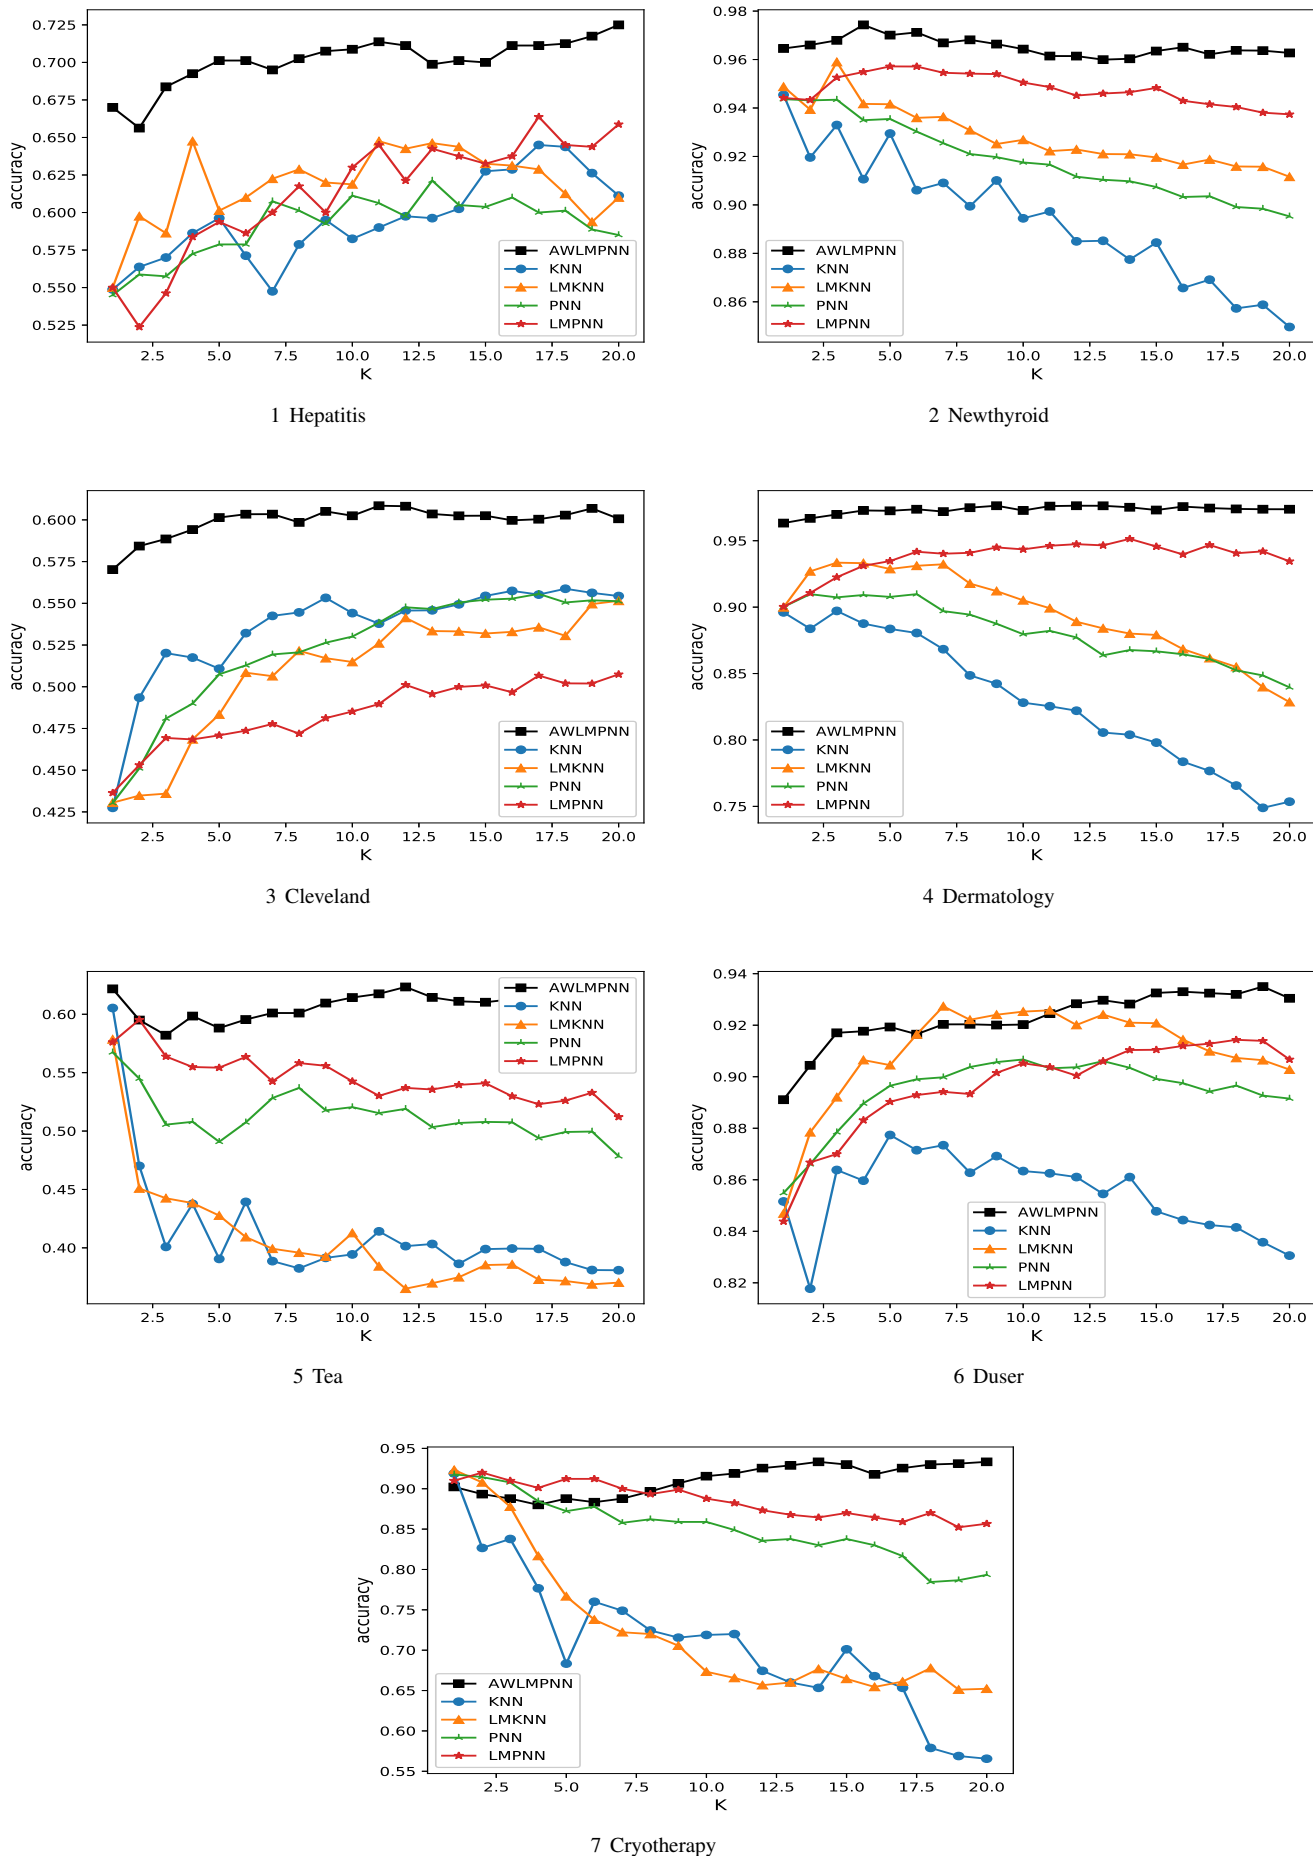 0.725
0.700
0.675
0.650
0.625
0.600
0.575
0.550
0.525
accuracy
2.5 5.0 7.5 10.0 12.5 15.0 17.5 20.0
K
AWLMPNN
KNN
LMKNN
PNN
LMPNN
1 Hepatitis
0.98
0.96
0.94
0.92
0.90
0.88
0.86
accuracy
2.5 5.0 7.5 10.0 12.5 15.0 17.5 20.0
K
AWLMPNN
KNN
LMKNN
PNN
LMPNN
2 Newthyroid
0.600
0.575
0.550
0.525
0.500
0.475
0.450
0.425
accuracy
2.5 5.0 7.5 10.0 12.5 15.0 17.5 20.0
K
AWLMPNN
KNN
LMKNN
PNN
LMPNN
3 Cleveland
0.95
0.90
0.85
0.80
0.75
accuracy
2.5 5.0 7.5 10.0 12.5 15.0 17.5 20.0
K
AWLMPNN
KNN
LMKNN
PNN
LMPNN
4 Dermatology
0.60
0.55
0.50
0.45
0.40
accuracy
2.5 5.0 7.5 10.0 12.5 15.0 17.5 20.0
K
AWLMPNN
KNN
LMKNN
PNN
LMPNN
5 Tea
0.94
0.92
0.90
0.88
0.86
0.84
0.82
accuracy
2.5 5.0 7.5 10.0 12.5 15.0 17.5 20.0
K
AWLMPNN
KNN
LMKNN
PNN
LMPNN
6 Duser
0.95
0.90
0.85
0.80
0.75
0.70
0.65
0.60
0.55
accuracy
2.5 5.0 7.5 10.0 12.5 15.0 17.5 20.0
K
AWLMPNN
KNN
LMKNN
PNN
LMPNN
7 Cryotherapy